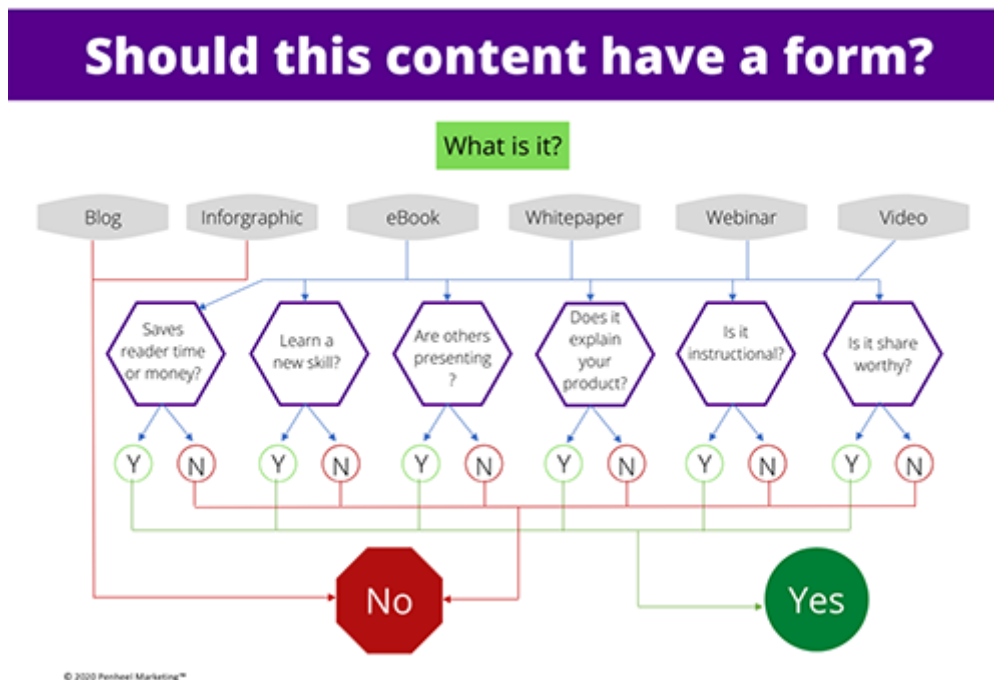 Should this content have a form?
What is it?
Blog
Inforgraphic
eBook
Whitepaper
Webinar
Video
Saves
reader time
or money?
Learn a
new skill?
Are others
presenting
?
Does it
explain
your
product?
Is it
instructional?
Is it share
worthy?
Y
N
Y
N
Y
N
Y
N
Y
N
Y
N
No
Yes
© 2020 Penheel Marketing™